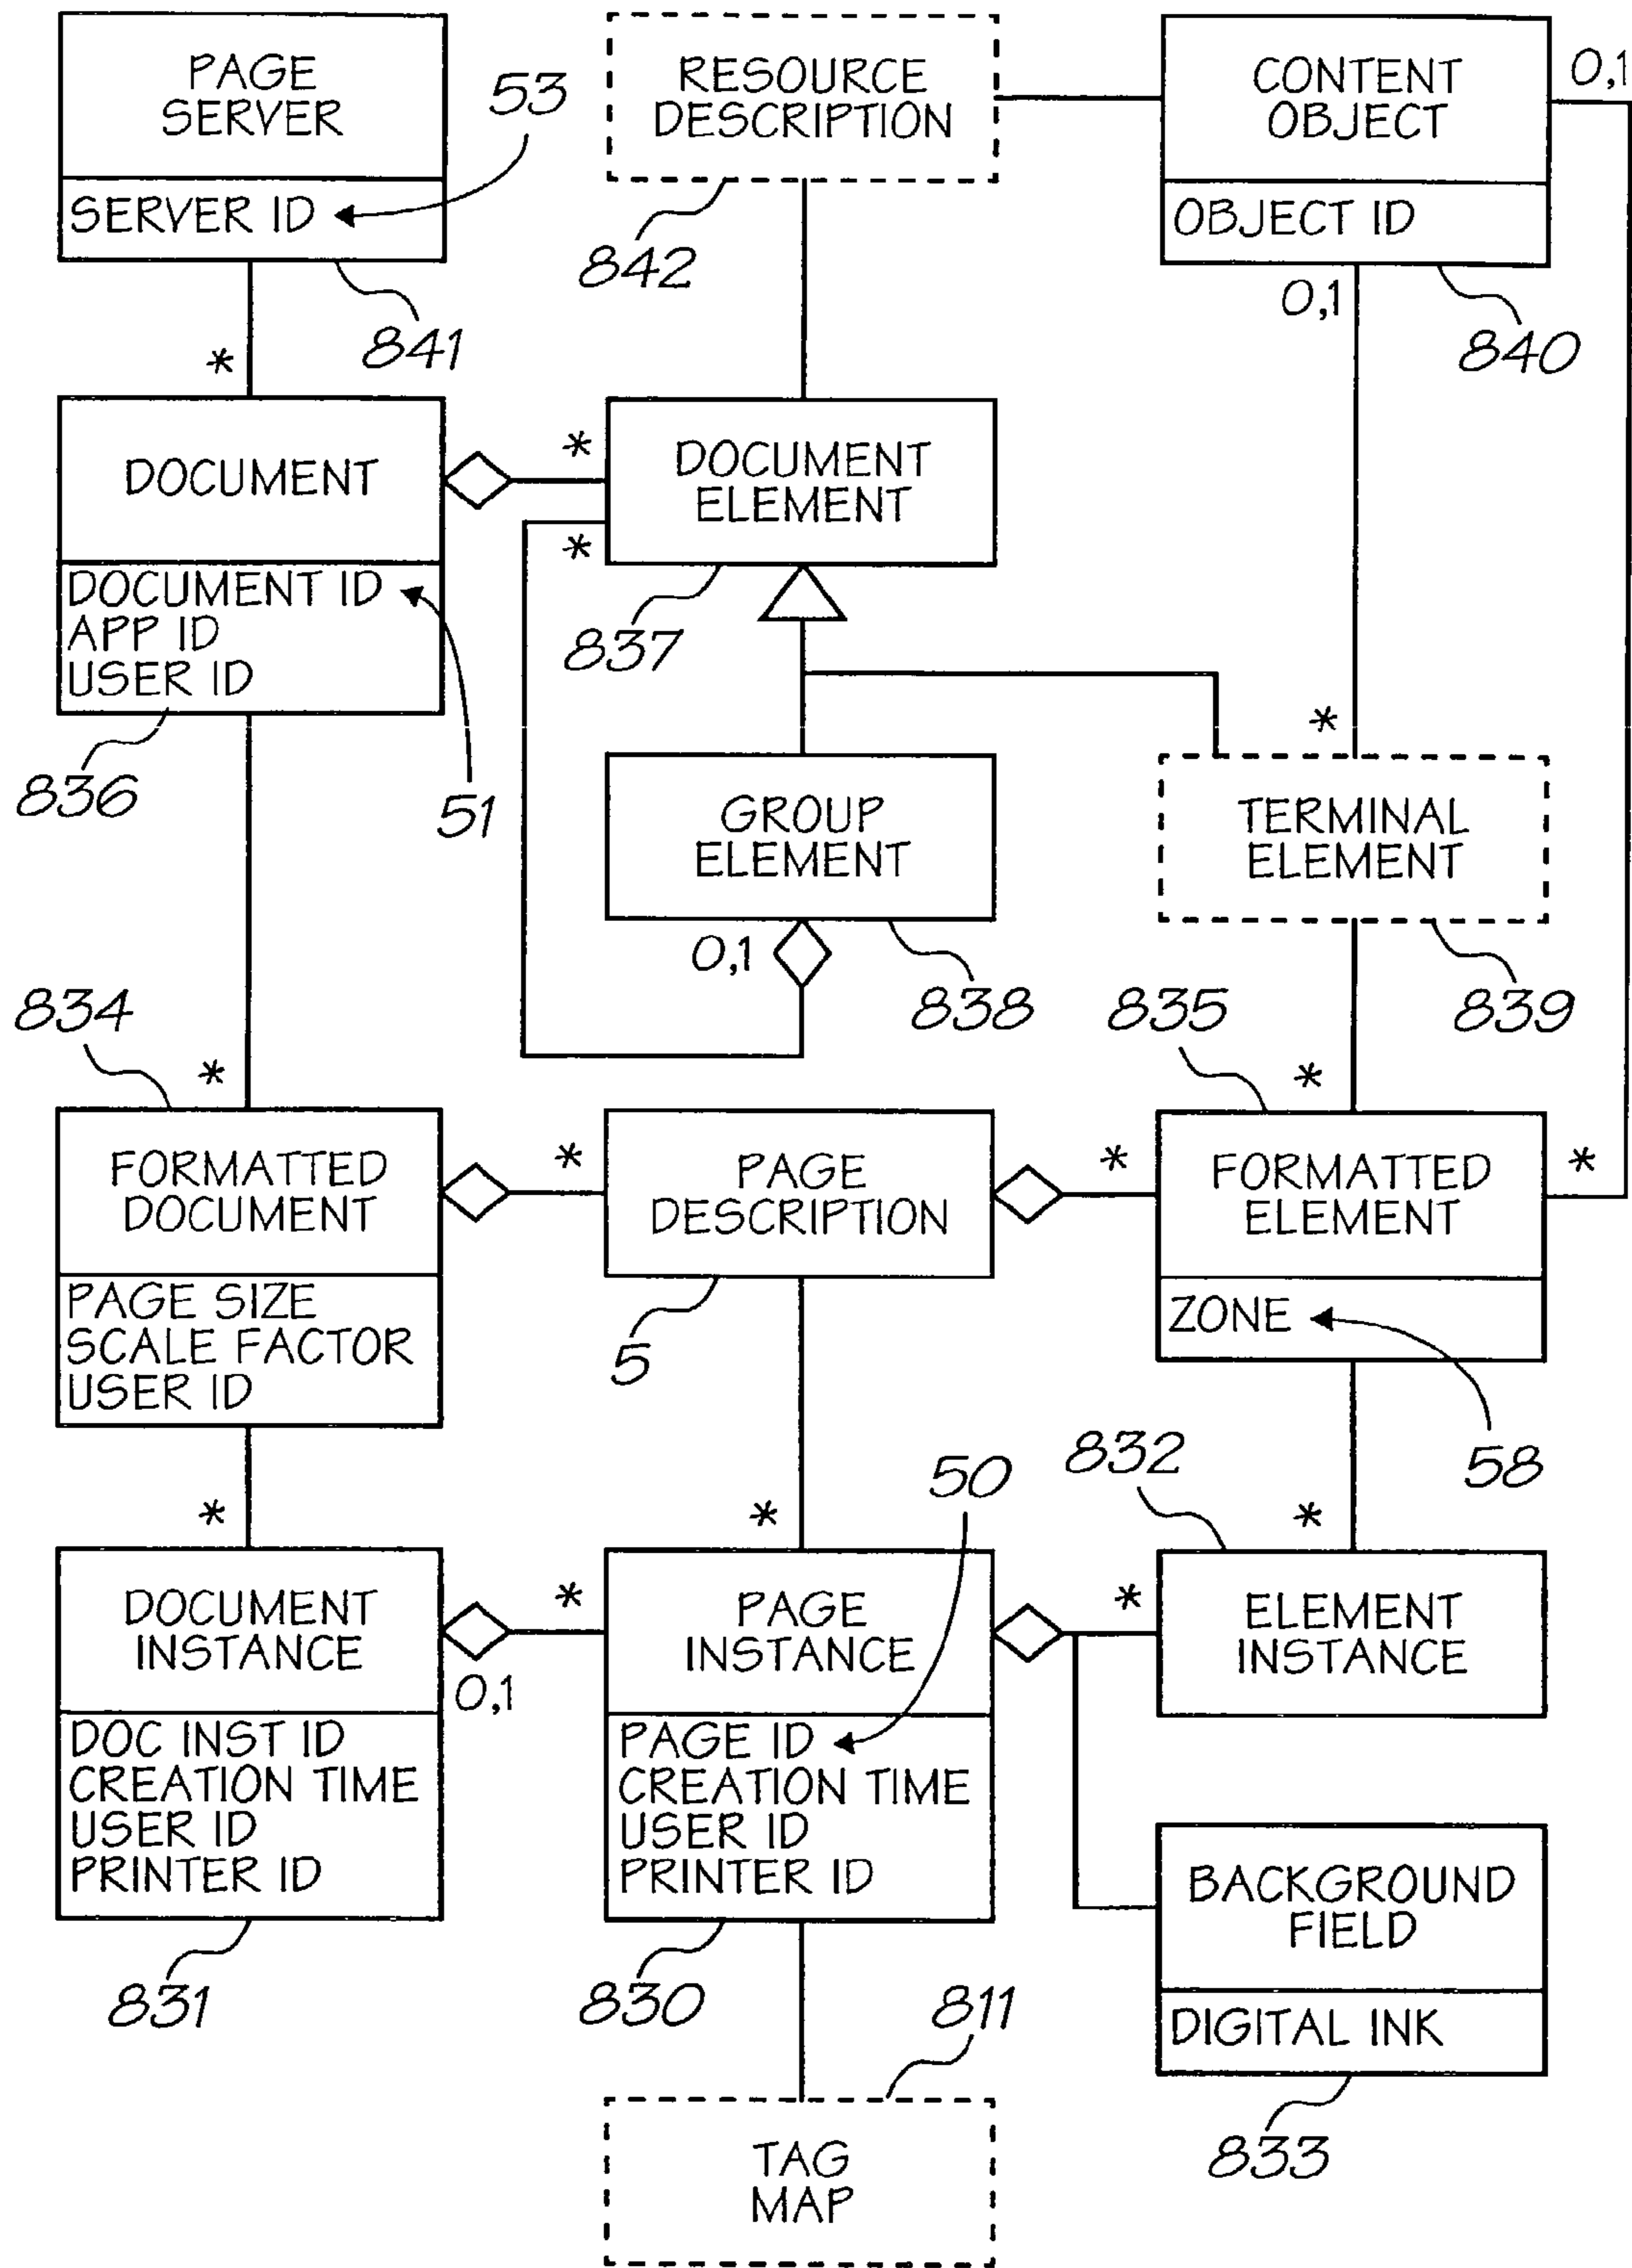 PAGE
SERVER
SERVER ID
53
841
RESOURCE
DESCRIPTION
842
CONTENT
OBJECT
OBJECT ID
0,1
0,1
840
*
DOCUMENT
DOCUMENT ID
APP ID
USER ID
836
51
*
*
DOCUMENT
ELEMENT
837
GROUP
ELEMENT
0,1
838
*
TERMINAL
ELEMENT
839
834
*
FORMATTED
DOCUMENT
PAGE SIZE
SCALE FACTOR
USER ID
*
PAGE
DESCRIPTION
5
835
*
*
*
FORMATTED
ELEMENT
ZONE
58
*
DOCUMENT
INSTANCE
DOC INST ID
CREATION TIME
USER ID
PRINTER ID
831
0,1
*
*
50
PAGE
INSTANCE
PAGE ID
CREATION TIME
USER ID
PRINTER ID
830
832
*
*
ELEMENT
INSTANCE
BACKGROUND
FIELD
DIGITAL INK
833
811
TAG
MAP